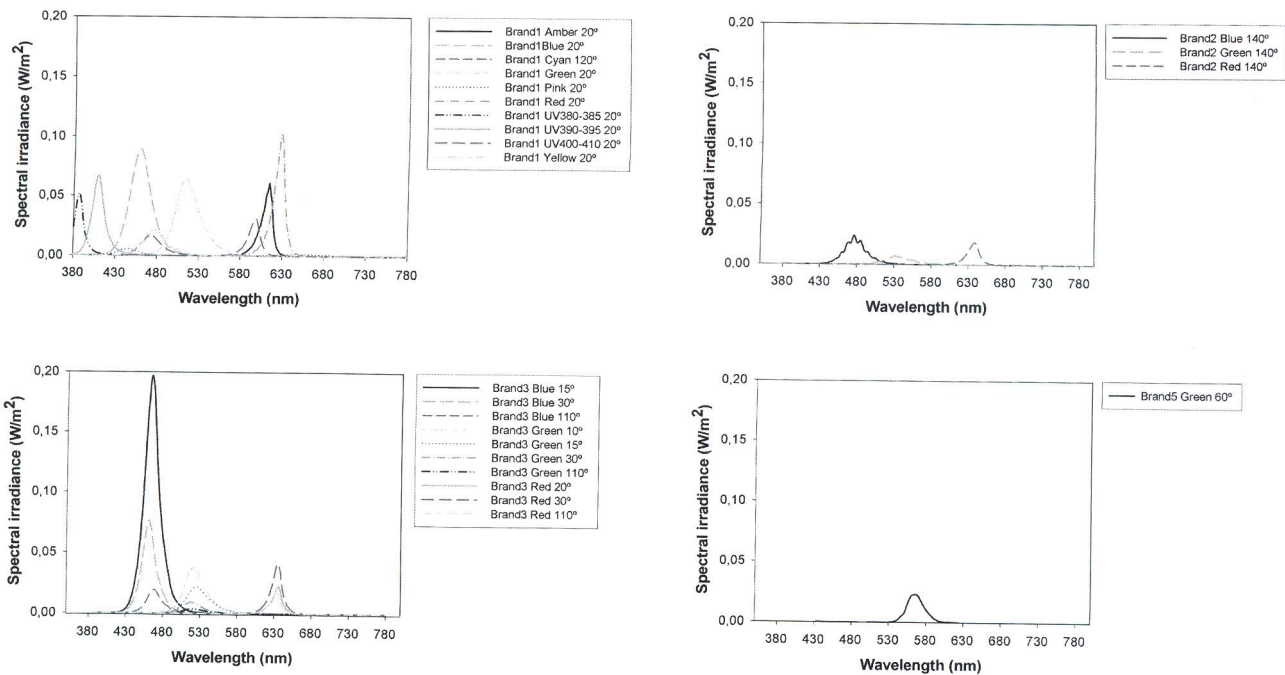 Spectral irradiance (W/m²)
0,20
0,15
0,10
0,05
0,00
380 430 480 530 580 630 680 730 780
Wavelength (nm)
Brand1 Amber 20º
Brand1Blue 20º
Brand1 Cyan 120º
Brand1 Green 20º
Brand1 Pink 20º
Brand1 Red 20º
Brand1 UV380-385 20º
Brand1 UV390-395 20º
Brand1 UV400-410 20º
Brand1 Yellow 20º
Spectral irradiance (W/m²)
0,20
0,15
0,10
0,05
0,00
380 430 480 530 580 630 680 730 780
Wavelength (nm)
Brand2 Blue 140º
Brand2 Green 140º
Brand2 Red 140º
Spectral irradiance (W/m²)
0,20
0,15
0,10
0,05
0,00
380 430 480 530 580 630 680 730 780
Wavelength (nm)
Brand3 Blue 15º
Brand3 Blue 30º
Brand3 Blue 110º
Brand3 Green 10º
Brand3 Green 15º
Brand3 Green 30º
Brand3 Green 110º
Brand3 Red 20º
Brand3 Red 30º
Brand3 Red 110º
Spectral irradiance (W/m²)
0,20
0,15
0,10
0,05
0,00
380 430 480 530 580 630 680 730 780
Wavelength (nm)
Brand5 Green 60º